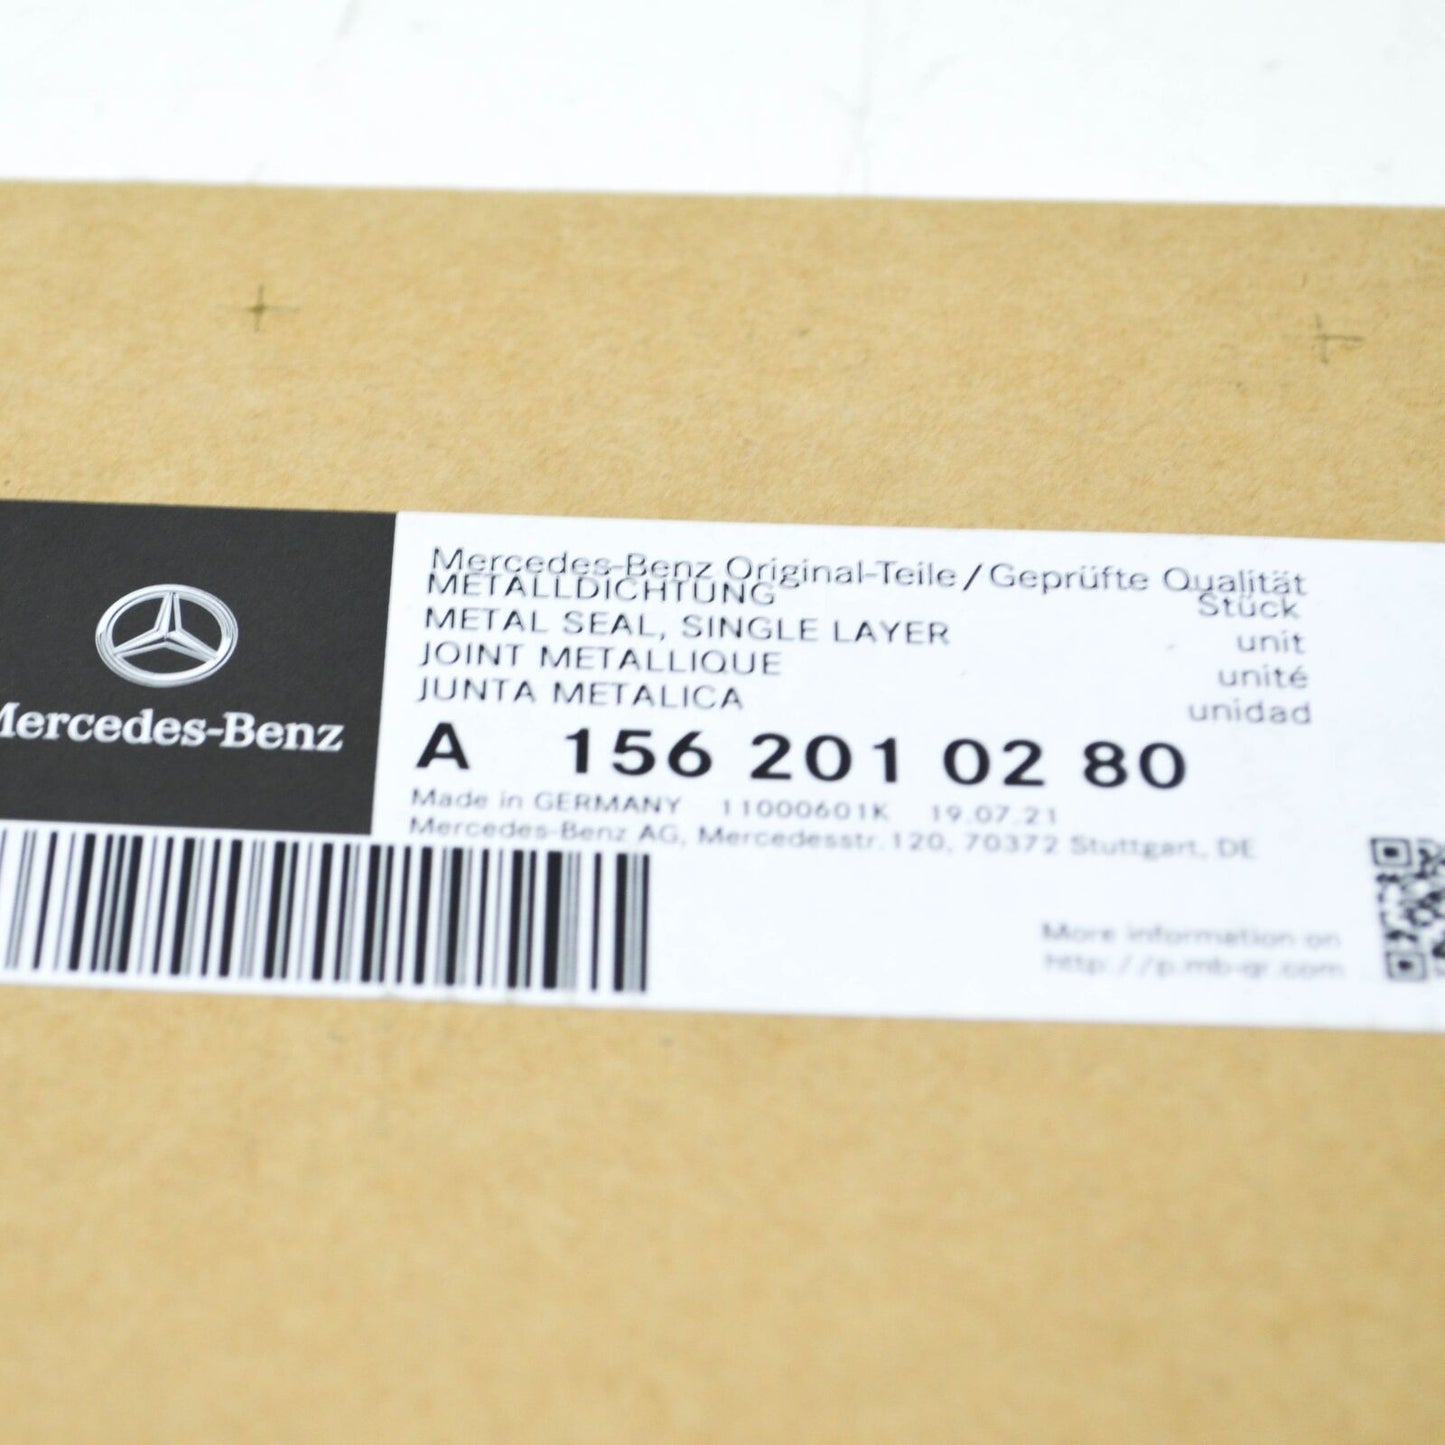 Mercedes-Benz
Mercedes-Benz Original-Teile / Geprüfte Qualität
METALLDICHTUNG Stück
METAL SEAL, SINGLE LAYER unit
JOINT METALLIQUE unité
JUNTA METALICA unidad
A 156 201 02 80
Made in GERMANY 11000601K 19.07.21
Mercedes-Benz AG, Mercedesstr. 120, 70372 Stuttgart, DE
More information on
http://p.mb-qr.com